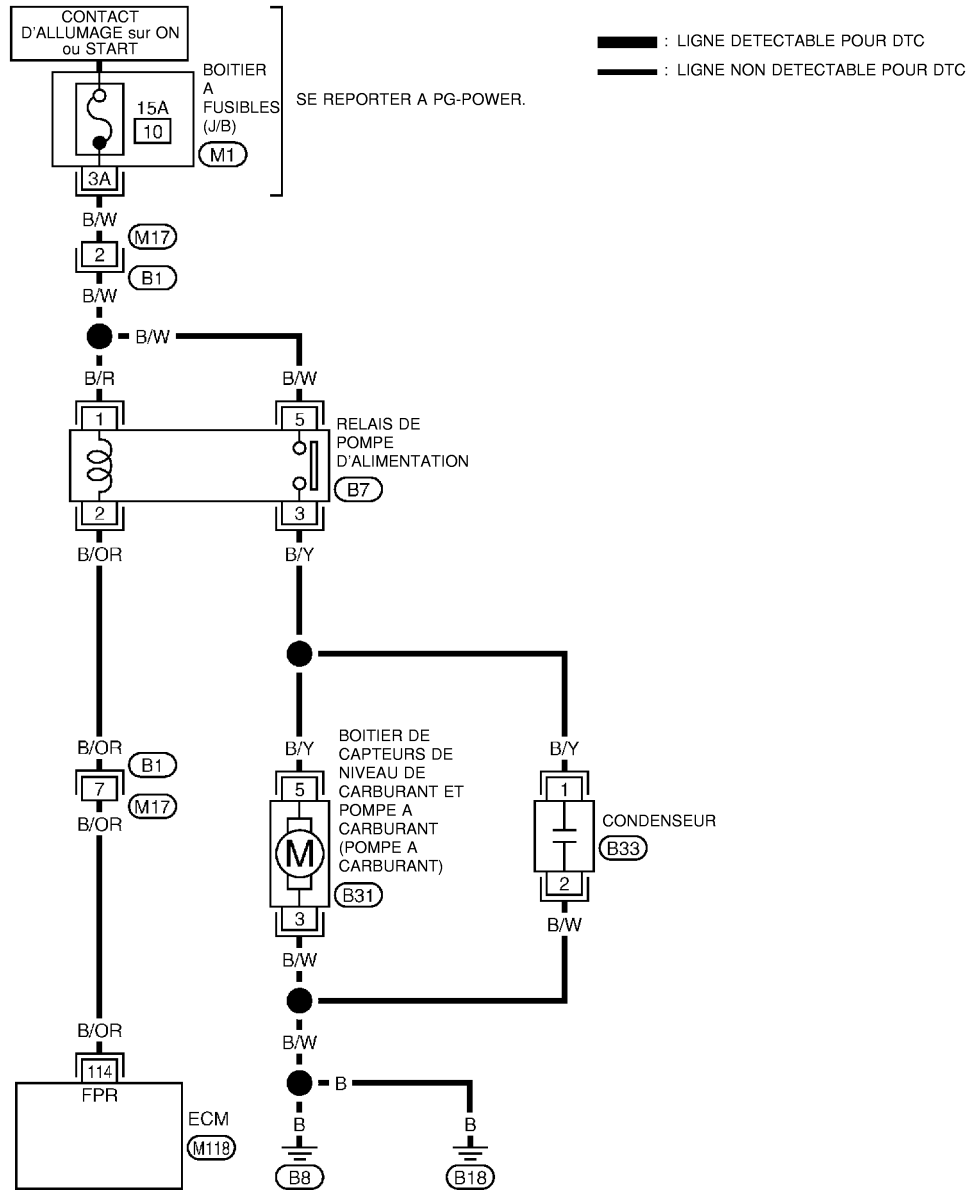 CONTACT
D'ALLUMAGE sur ON
ou START
: LIGNE DETECTABLE POUR DTC
: LIGNE NON DETECTABLE POUR DTC
BOITIER
A
FUSIBLES
(J/B)
M1
15A
10
SE REPORTER A PG-POWER.
3A
B/W
M17
2
B1
B/W
B/W
B/R
B/W
1
5
RELAIS DE
POMPE
D'ALIMENTATION
B7
2
3
B/OR
B/Y
B/OR
B1
7
M17
B/OR
B/Y
BOITIER DE
CAPTEURS DE
NIVEAU DE
CARBURANT ET
POMPE A
CARBURANT
(POMPE A
CARBURANT)
B31
5
M
3
B/Y
1
CONDENSEUR
B33
2
B/W
B/W
B/W
B/OR
114
FPR
ECM
M118
B
B
B
B8
B18